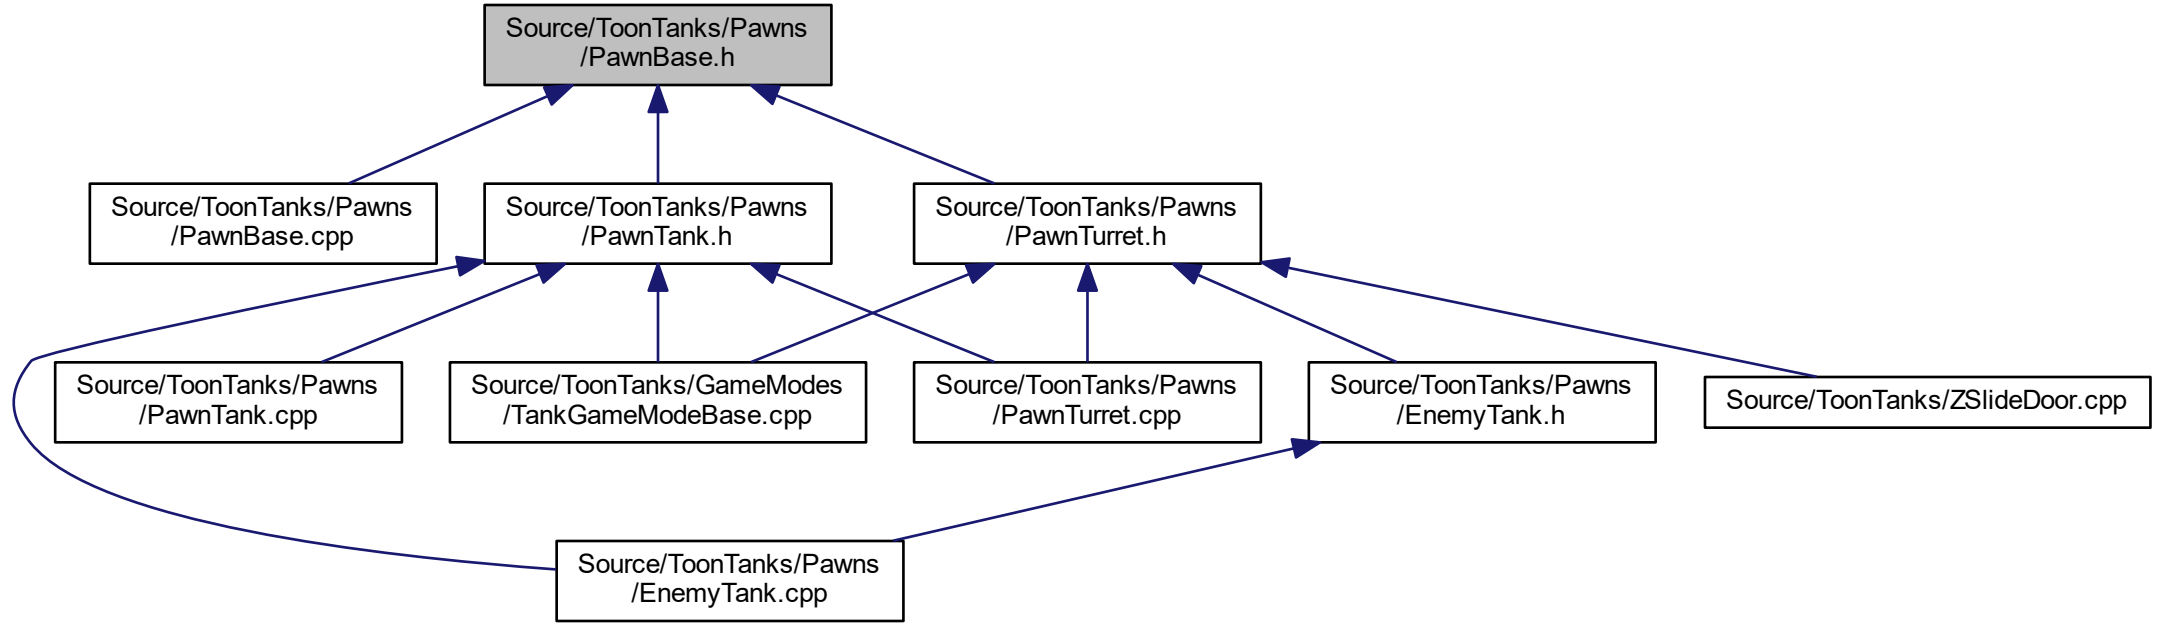 Source/ToonTanks/Pawns
/PawnBase.h
Source/ToonTanks/Pawns
/PawnBase.cpp
Source/ToonTanks/Pawns
/PawnTank.h
Source/ToonTanks/Pawns
/PawnTurret.h
Source/ToonTanks/Pawns
/PawnTank.cpp
Source/ToonTanks/GameModes
/TankGameModeBase.cpp
Source/ToonTanks/Pawns
/PawnTurret.cpp
Source/ToonTanks/Pawns
/EnemyTank.h
Source/ToonTanks/ZSlideDoor.cpp
Source/ToonTanks/Pawns
/EnemyTank.cpp